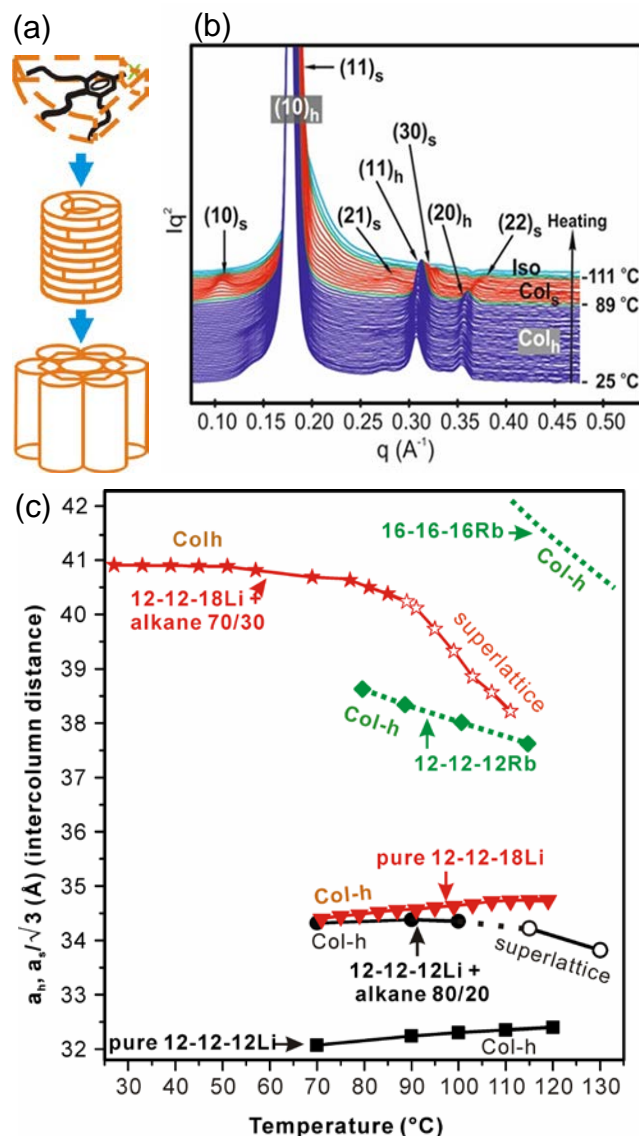 (a)
(b)
(11)ₛ
(10)ₕ
(30)ₛ
(11)ₕ
(20)ₕ
(22)ₛ
(10)ₛ
(21)ₛ
Heating
Iso
-111 °C
Colₛ
- 89 °C
Colₕ
- 25 °C
Iq²
0.10 0.15 0.20 0.25 0.30 0.35 0.40 0.45 0.50
q (A⁻¹)
(c)
42
41
40
39
38
37
36
35
34
33
32
aₕ, aₛ/√3 (Å) (intercolumn distance)
Colh
12-12-18Li +
alkane 70/30
superlattice
16-16-16Rb
Col-h
Col-h
12-12-12Rb
pure 12-12-18Li
Col-h
Col-h
12-12-12Li +
alkane 80/20
superlattice
pure 12-12-12Li
Col-h
30 40 50 60 70 80 90 100 110 120 130
Temperature (°C)